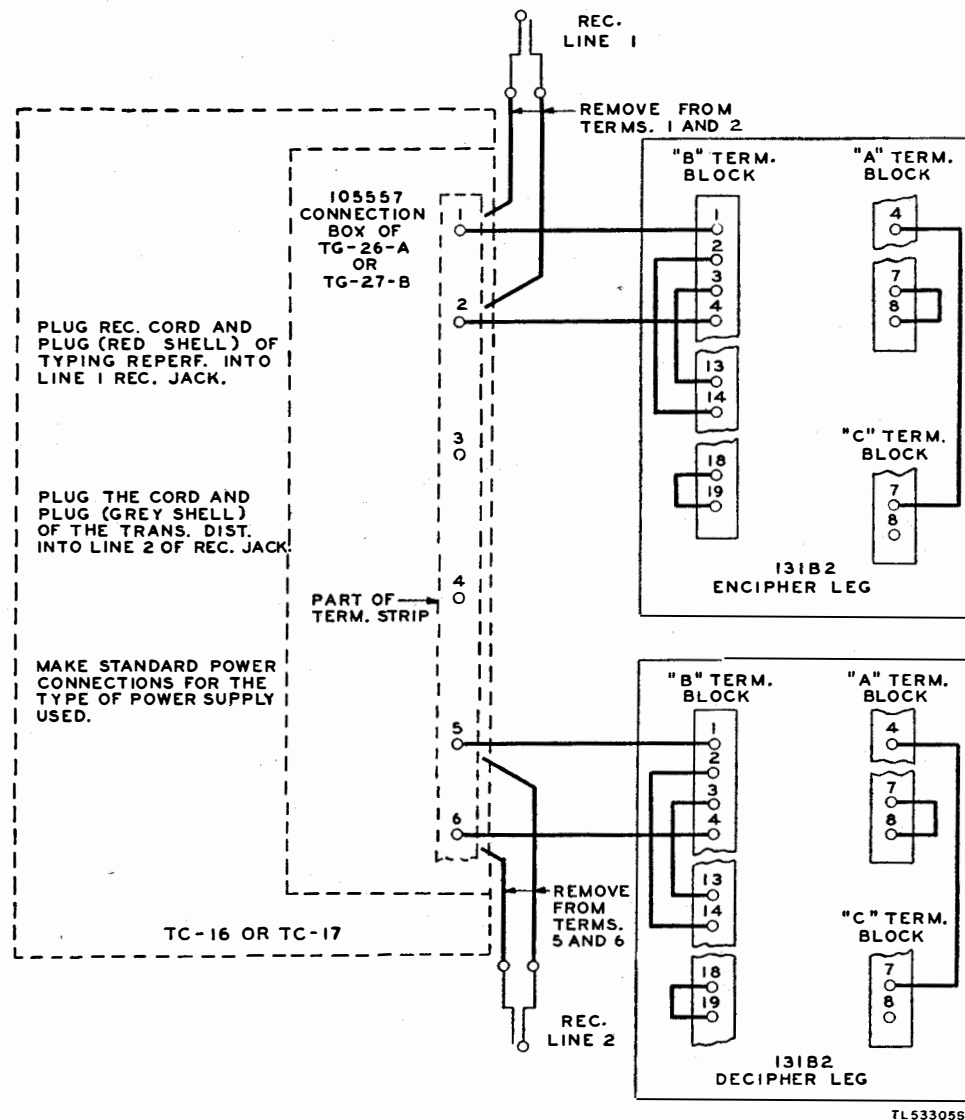 REC.
LINE 1
REMOVE FROM
TERMS. 1 AND 2
105557
CONNECTION
BOX OF
TG-26-A
OR
TG-27-B
1
2
3
4
5
6
PLUG REC. CORD AND
PLUG (RED SHELL) OF
TYPING REPERF. INTO
LINE 1 REC. JACK.
PLUG THE CORD AND
PLUG (GREY SHELL)
OF THE TRANS. DIST.
INTO LINE 2 OF REC. JACK.
PART OF
TERM. STRIP
MAKE STANDARD POWER
CONNECTIONS FOR THE
TYPE OF POWER SUPPLY
USED.
TC-16 OR TC-17
REMOVE
FROM
TERMS.
5 AND 6
REC.
LINE 2
"B" TERM.
BLOCK
1
2
3
4
13
14
18
19
"A" TERM.
BLOCK
4
7
8
"C" TERM.
BLOCK
7
8
131B2
ENCIPHER LEG
"B" TERM.
BLOCK
1
2
3
4
13
14
18
19
"A" TERM.
BLOCK
4
7
8
"C" TERM.
BLOCK
7
8
131B2
DECIPHER LEG
TL53305S